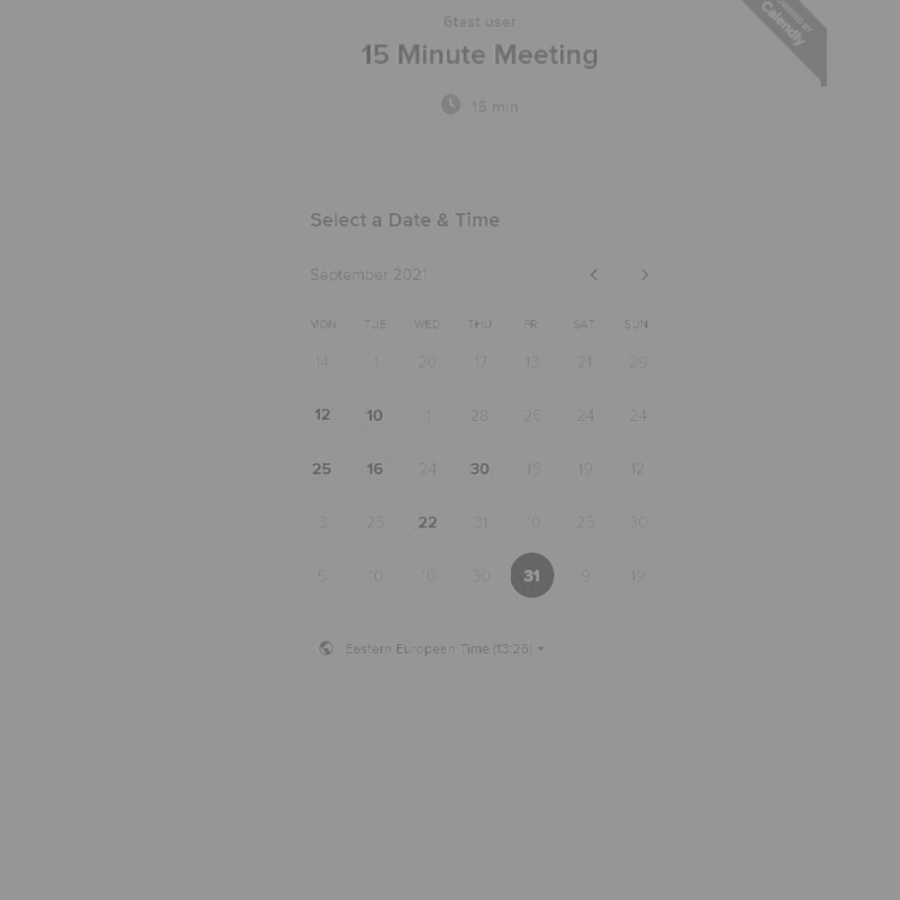 6test user
POWERED BY
Calendly
15 Minute Meeting
15 min
Select a Date & Time
September 2021
MON TUE WED THU FRI SAT SUN
14 1 20 17 13 21 29
12 10 1 28 26 24 24
25 16 24 30 15 19 12
3 25 22 31 10 25 30
5 10 10 30 31 9 19
Eastern European Time (13:26)